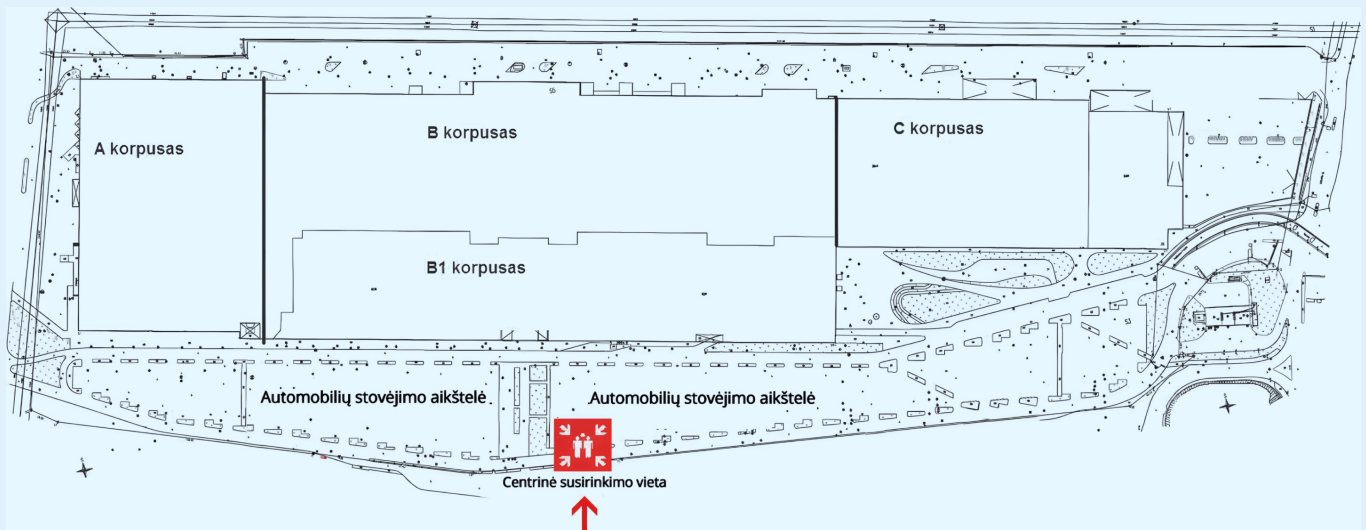 A korpusas
B korpusas
C korpusas
B1 korpusas
Automobilių stovėjimo aikštelė
Automobilių stovėjimo aikštelė
Centrinė susirinkimo vieta